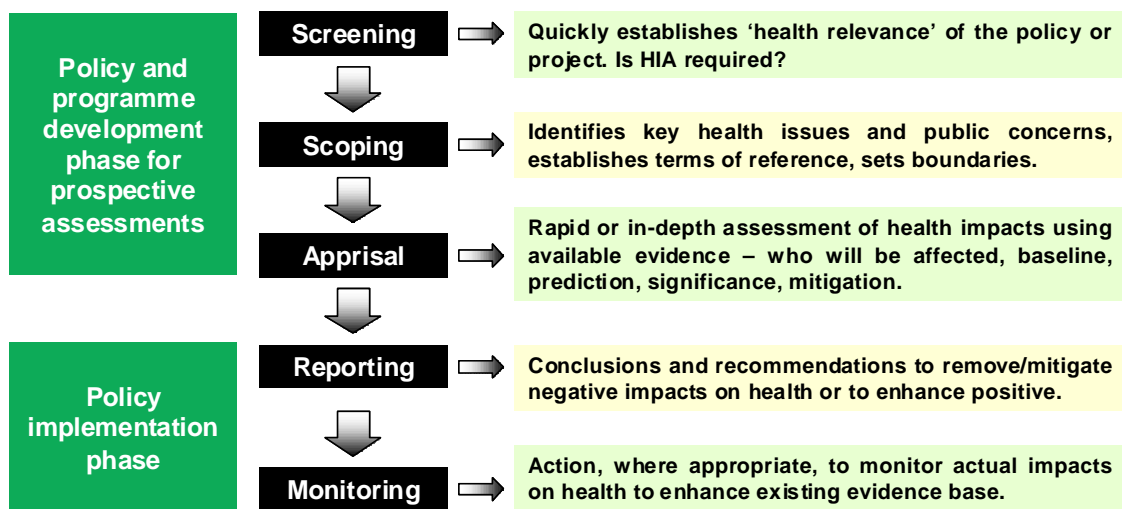 Policy and
programme
development
phase for
prospective
assessments
Screening
Quickly establishes ‘health relevance’ of the policy or
project. Is HIA required?
Scoping
Identifies key health issues and public concerns,
establishes terms of reference, sets boundaries.
Apprisal
Rapid or in-depth assessment of health impacts using
available evidence – who will be affected, baseline,
prediction, significance, mitigation.
Policy
implementation
phase
Reporting
Conclusions and recommendations to remove/mitigate
negative impacts on health or to enhance positive.
Monitoring
Action, where appropriate, to monitor actual impacts
on health to enhance existing evidence base.